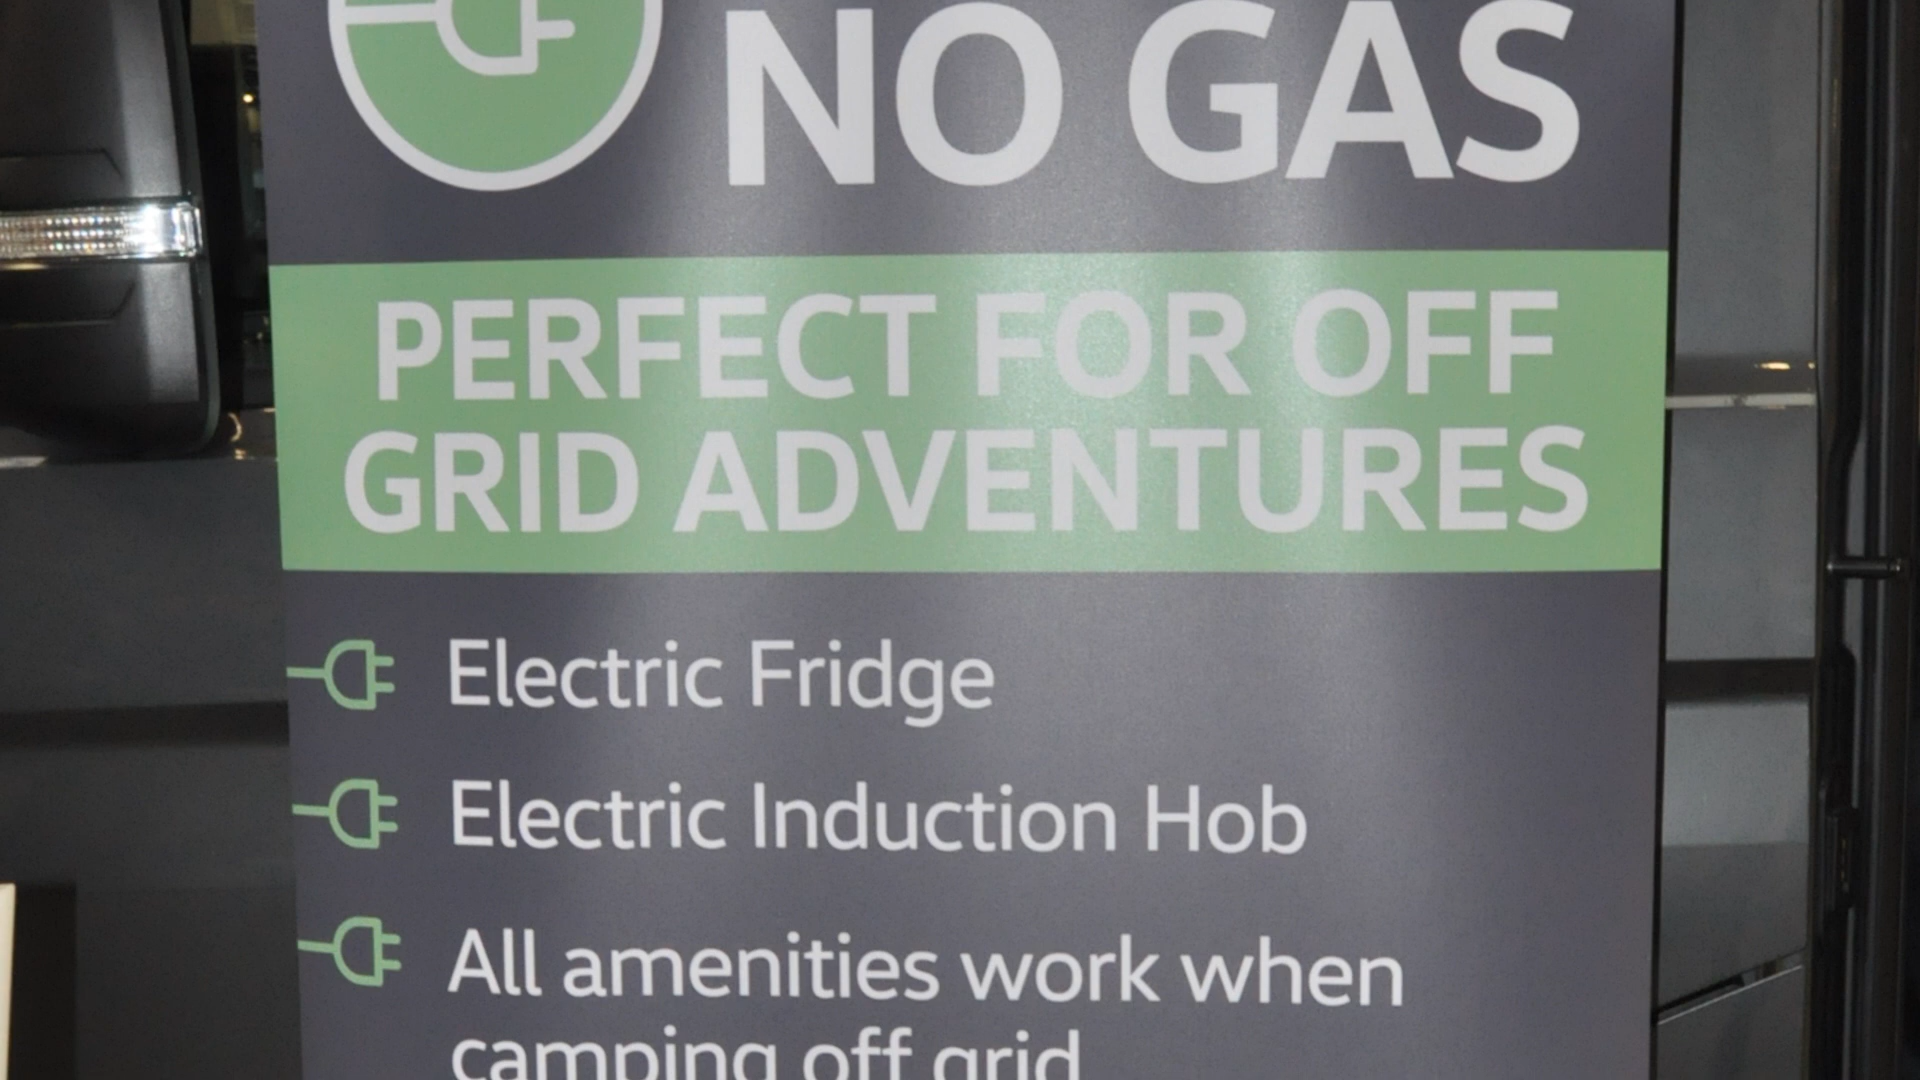 NO GAS
PERFECT FOR OFF
GRID ADVENTURES
Electric Fridge
Electric Induction Hob
All amenities work when
camping off grid